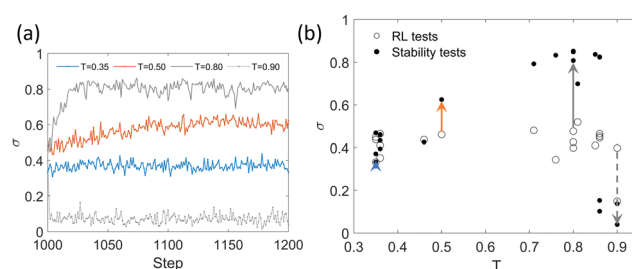 (a)
T=0.35 T=0.50 T=0.80 T=0.90
1
0.8
0.6
0.4
0.2
0
σ
1000 1050 1100 1150 1200
Step
(b)
RL tests
Stability tests
1
0.8
0.6
0.4
0.2
0
σ
0.3 0.4 0.5 0.6 0.7 0.8 0.9 1
T